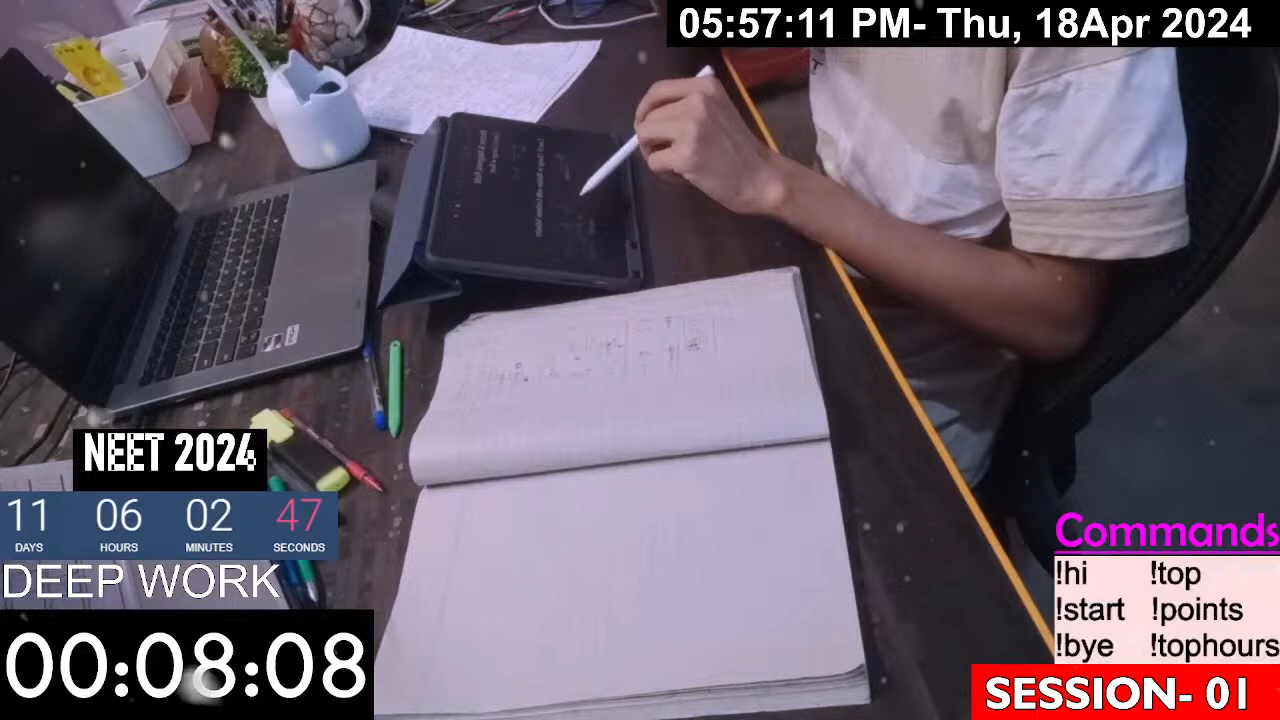 05:57:11 PM- Thu, 18Apr 2024
NEET 2024
11 06 02 47
DAYS HOURS MINUTES SECONDS
DEEP WORK
00:08:08
Commands
!hi !top
!start !points
!bye !tophours
SESSION- 01